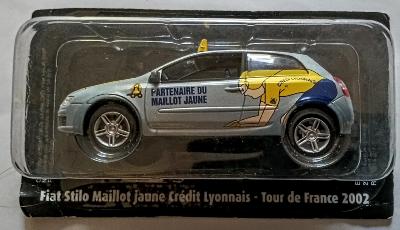 PARTENAIRE DU
MAILLOT JAUNE
Fiat Stilo Maillot jaune Crédit Lyonnais - Tour de France 2002